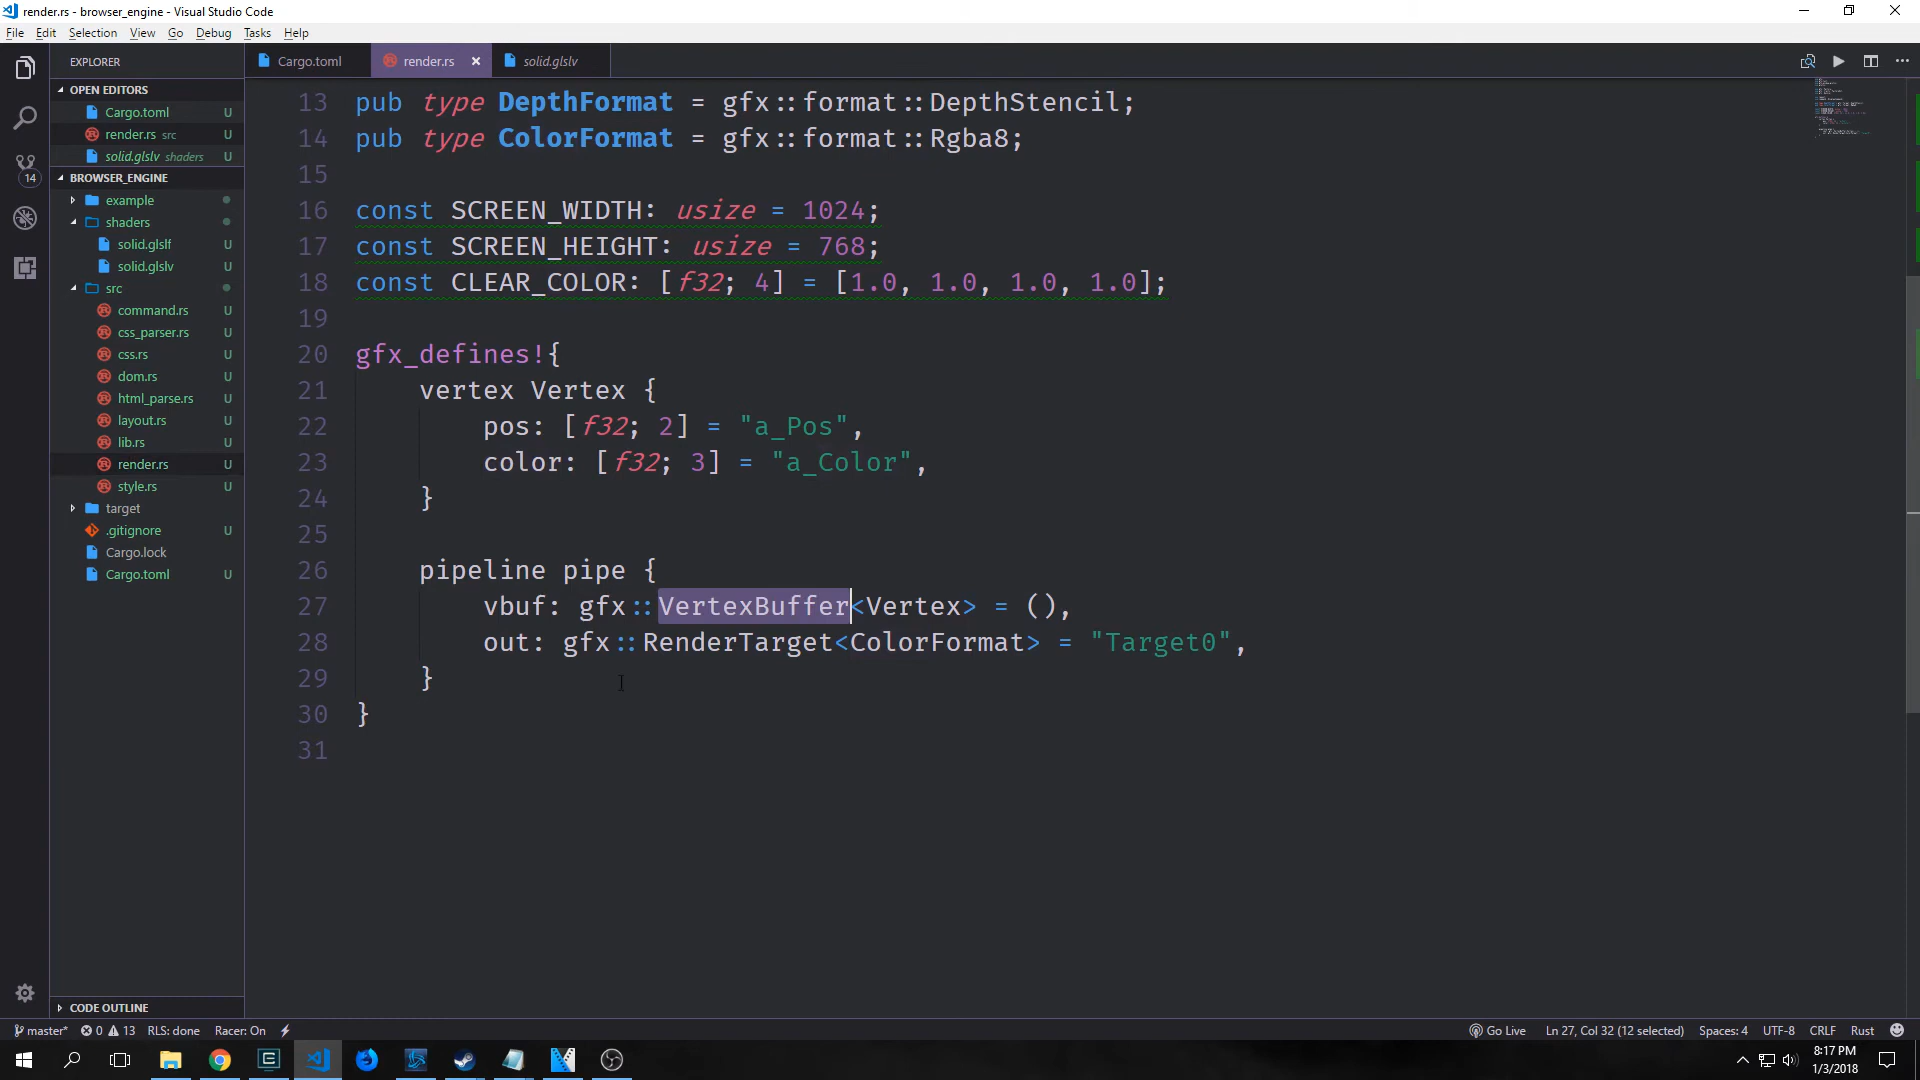 render.rs - browser_engine - Visual Studio Code
File Edit Selection View Go Debug Tasks Help
EXPLORER
OPEN EDITORS
Cargo.toml U
render.rs src U
solid.glslv shaders U
BROWSER_ENGINE
example
shaders
solid.glslf U
solid.glslv U
src
command.rs U
css_parser.rs U
css.rs U
dom.rs U
html_parse.rs U
layout.rs U
lib.rs U
render.rs U
style.rs U
target
.gitignore U
Cargo.lock
Cargo.toml U
CODE OUTLINE
14
Cargo.toml render.rs solid.glslv
13 pub type DepthFormat = gfx::format::DepthStencil;
14 pub type ColorFormat = gfx::format::Rgba8;
15
16 const SCREEN_WIDTH: usize = 1024;
17 const SCREEN_HEIGHT: usize = 768;
18 const CLEAR_COLOR: [f32; 4] = [1.0, 1.0, 1.0, 1.0];
19
20 gfx_defines!{
21 vertex Vertex {
22 pos: [f32; 2] = "a_Pos",
23 color: [f32; 3] = "a_Color",
24 }
25
26 pipeline pipe {
27 vbuf: gfx::VertexBuffer<Vertex> = (),
28 out: gfx::RenderTarget<ColorFormat> = "Target0",
29 }
30 }
31
master* 0 13 RLS: done Racer: On Go Live Ln 27, Col 32 (12 selected) Spaces: 4 UTF-8 CRLF Rust
8:17 PM
1/3/2018